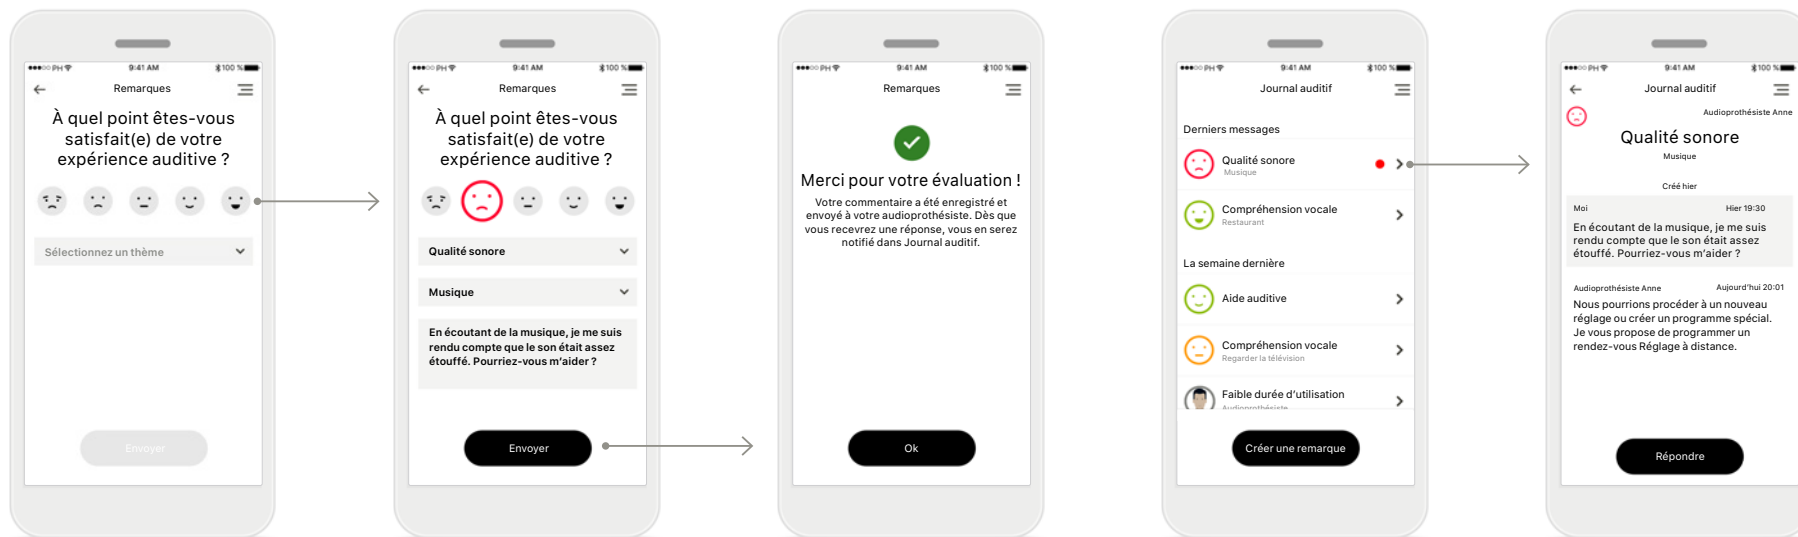 ●●●○○ PH 9:41 AM 100 %
Remarques
À quel point êtes-vous
satisfait(e) de votre
expérience auditive ?
Sélectionnez un thème
Envoyer
●●●○○ PH 9:41 AM 100 %
Remarques
À quel point êtes-vous
satisfait(e) de votre
expérience auditive ?
Qualité sonore
Musique
En écoutant de la musique, je me suis
rendu compte que le son était assez
étouffé. Pourriez-vous m’aider ?
Envoyer
●●●○○ PH 9:41 AM 100 %
Remarques
Merci pour votre évaluation !
Votre commentaire a été enregistré et
envoyé à votre audioprothésiste. Dès que
vous recevrez une réponse, vous en serez
notifié dans Journal auditif.
Ok
●●●○○ PH 9:41 AM 100 %
Journal auditif
Derniers messages
Qualité sonore
Musique
Compréhension vocale
Restaurant
La semaine dernière
Aide auditive
Compréhension vocale
Regarder la télévision
Faible durée d’utilisation
Audioprothésiste
Créer une remarque
●●●○○ PH 9:41 AM 100 %
Journal auditif
Audioprothésiste Anne
Qualité sonore
Musique
Créé hier
Moi Hier 19:30
En écoutant de la musique, je me suis
rendu compte que le son était assez
étouffé. Pourriez-vous m’aider ?
Audioprothésiste Anne Aujourd’hui 20:01
Nous pourrions procéder à un nouveau
réglage ou créer un programme spécial.
Je vous propose de programmer un
rendez-vous Réglage à distance.
Répondre